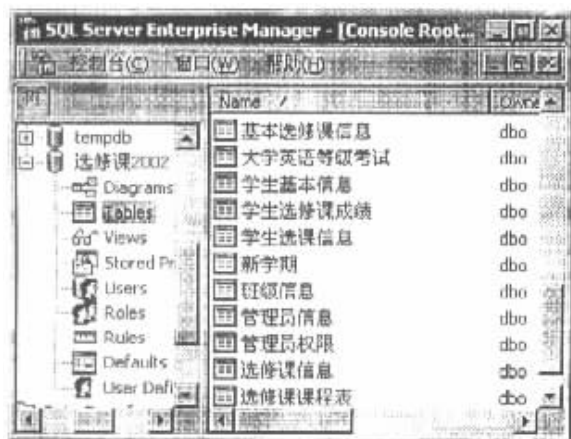 SQL Server Enterprise Manager - [Console Root...
控制台(C) 窗口(W) 帮助(H)
Name
Owne
tempdb
选修课2002
Diagrams
Tables
Views
Stored Pr
Users
Roles
Rules
Defaults
User Defi
基本选修课信息 dbo
大学英语等级考试 dbo
学生基本信息 dbo
学生选修课成绩 dbo
学生选课信息 dbo
新学期 dbo
班级信息 dbo
管理员信息 dbo
管理员权限 dbo
选修课信息 dbo
选修课课程表 dbo